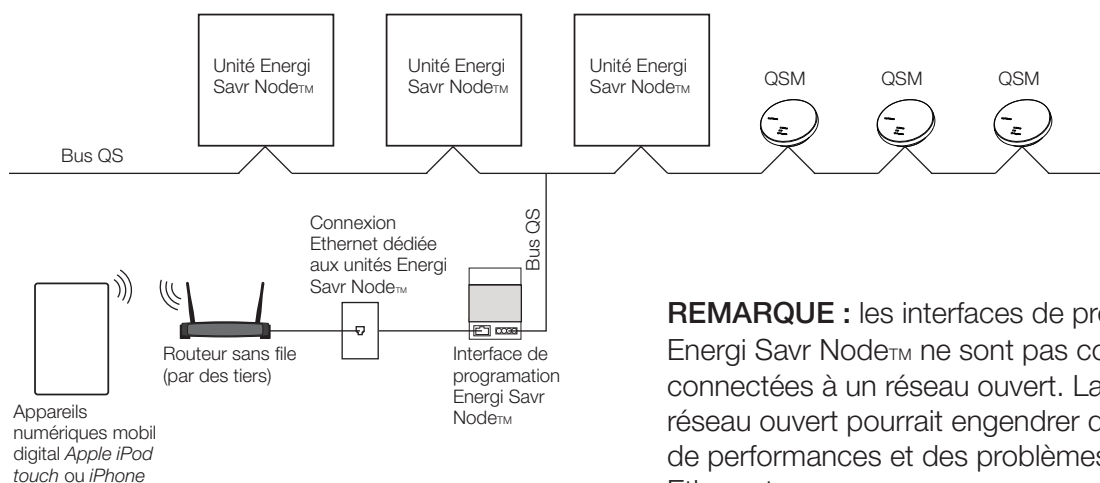 Unité Energi
Savr Node™
Unité Energi
Savr Node™
Unité Energi
Savr Node™
QSM
QSM
QSM
Bus QS
Bus QS
Connexion
Ethernet dédiée
aux unités Energi
Savr Node™
Routeur sans file
(par des tiers)
Interface de
programation
Energi Savr
Node™
Appareils
numériques mobil
digital Apple iPod
touch ou iPhone
REMARQUE : les interfaces de
Energi Savr Node™ ne sont pas
connectées à un réseau ouvert. La
réseau ouvert pourrait engendrer
de performances et des problèmes